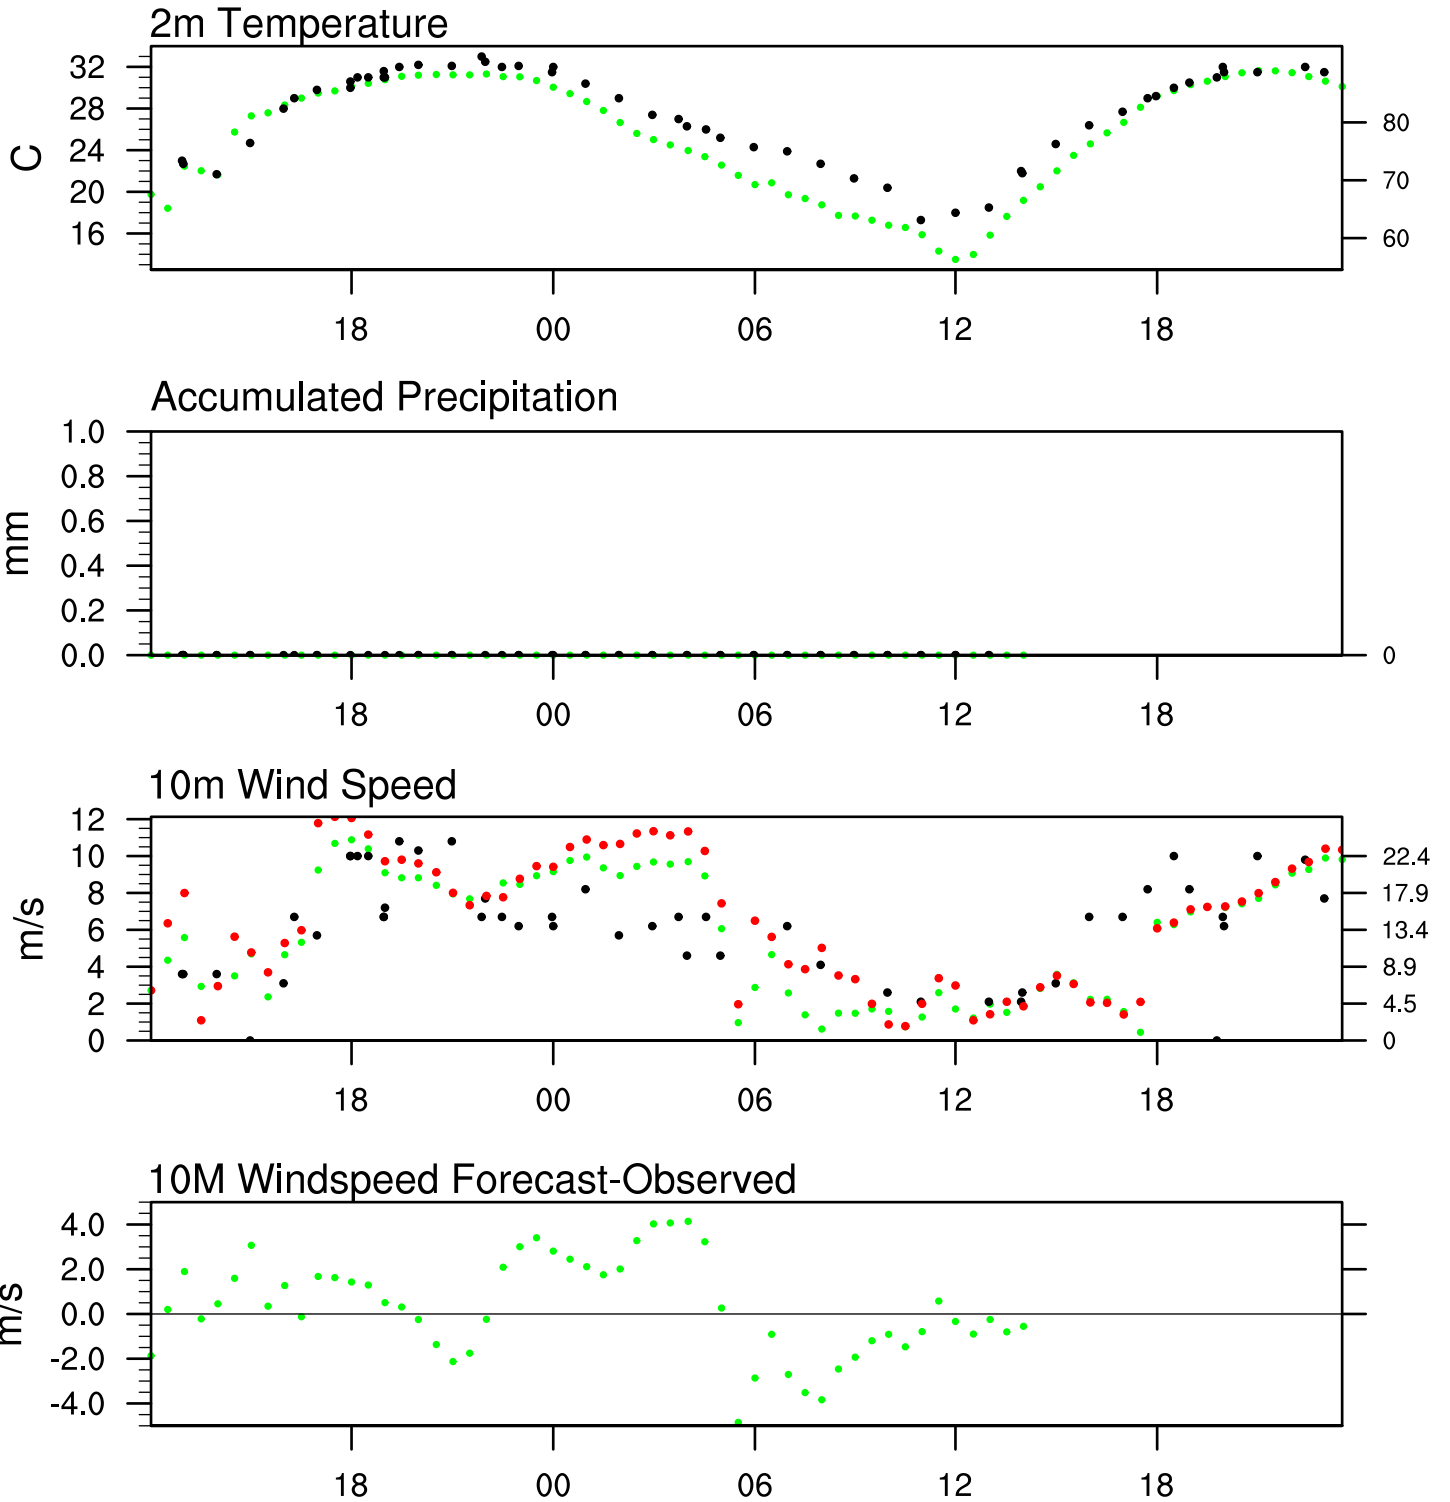 2m Temperature
C
32
28
24
20
16
80
70
60
18 00 06 12 18
Accumulated Precipitation
mm
1.0
0.8
0.6
0.4
0.2
0.0
0
18 00 06 12 18
10m Wind Speed
m/s
12
10
8
6
4
2
0
22.4
17.9
13.4
8.9
4.5
0
18 00 06 12 18
10M Windspeed Forecast-Observed
m/s
4.0
2.0
0.0
-2.0
-4.0
18 00 06 12 18